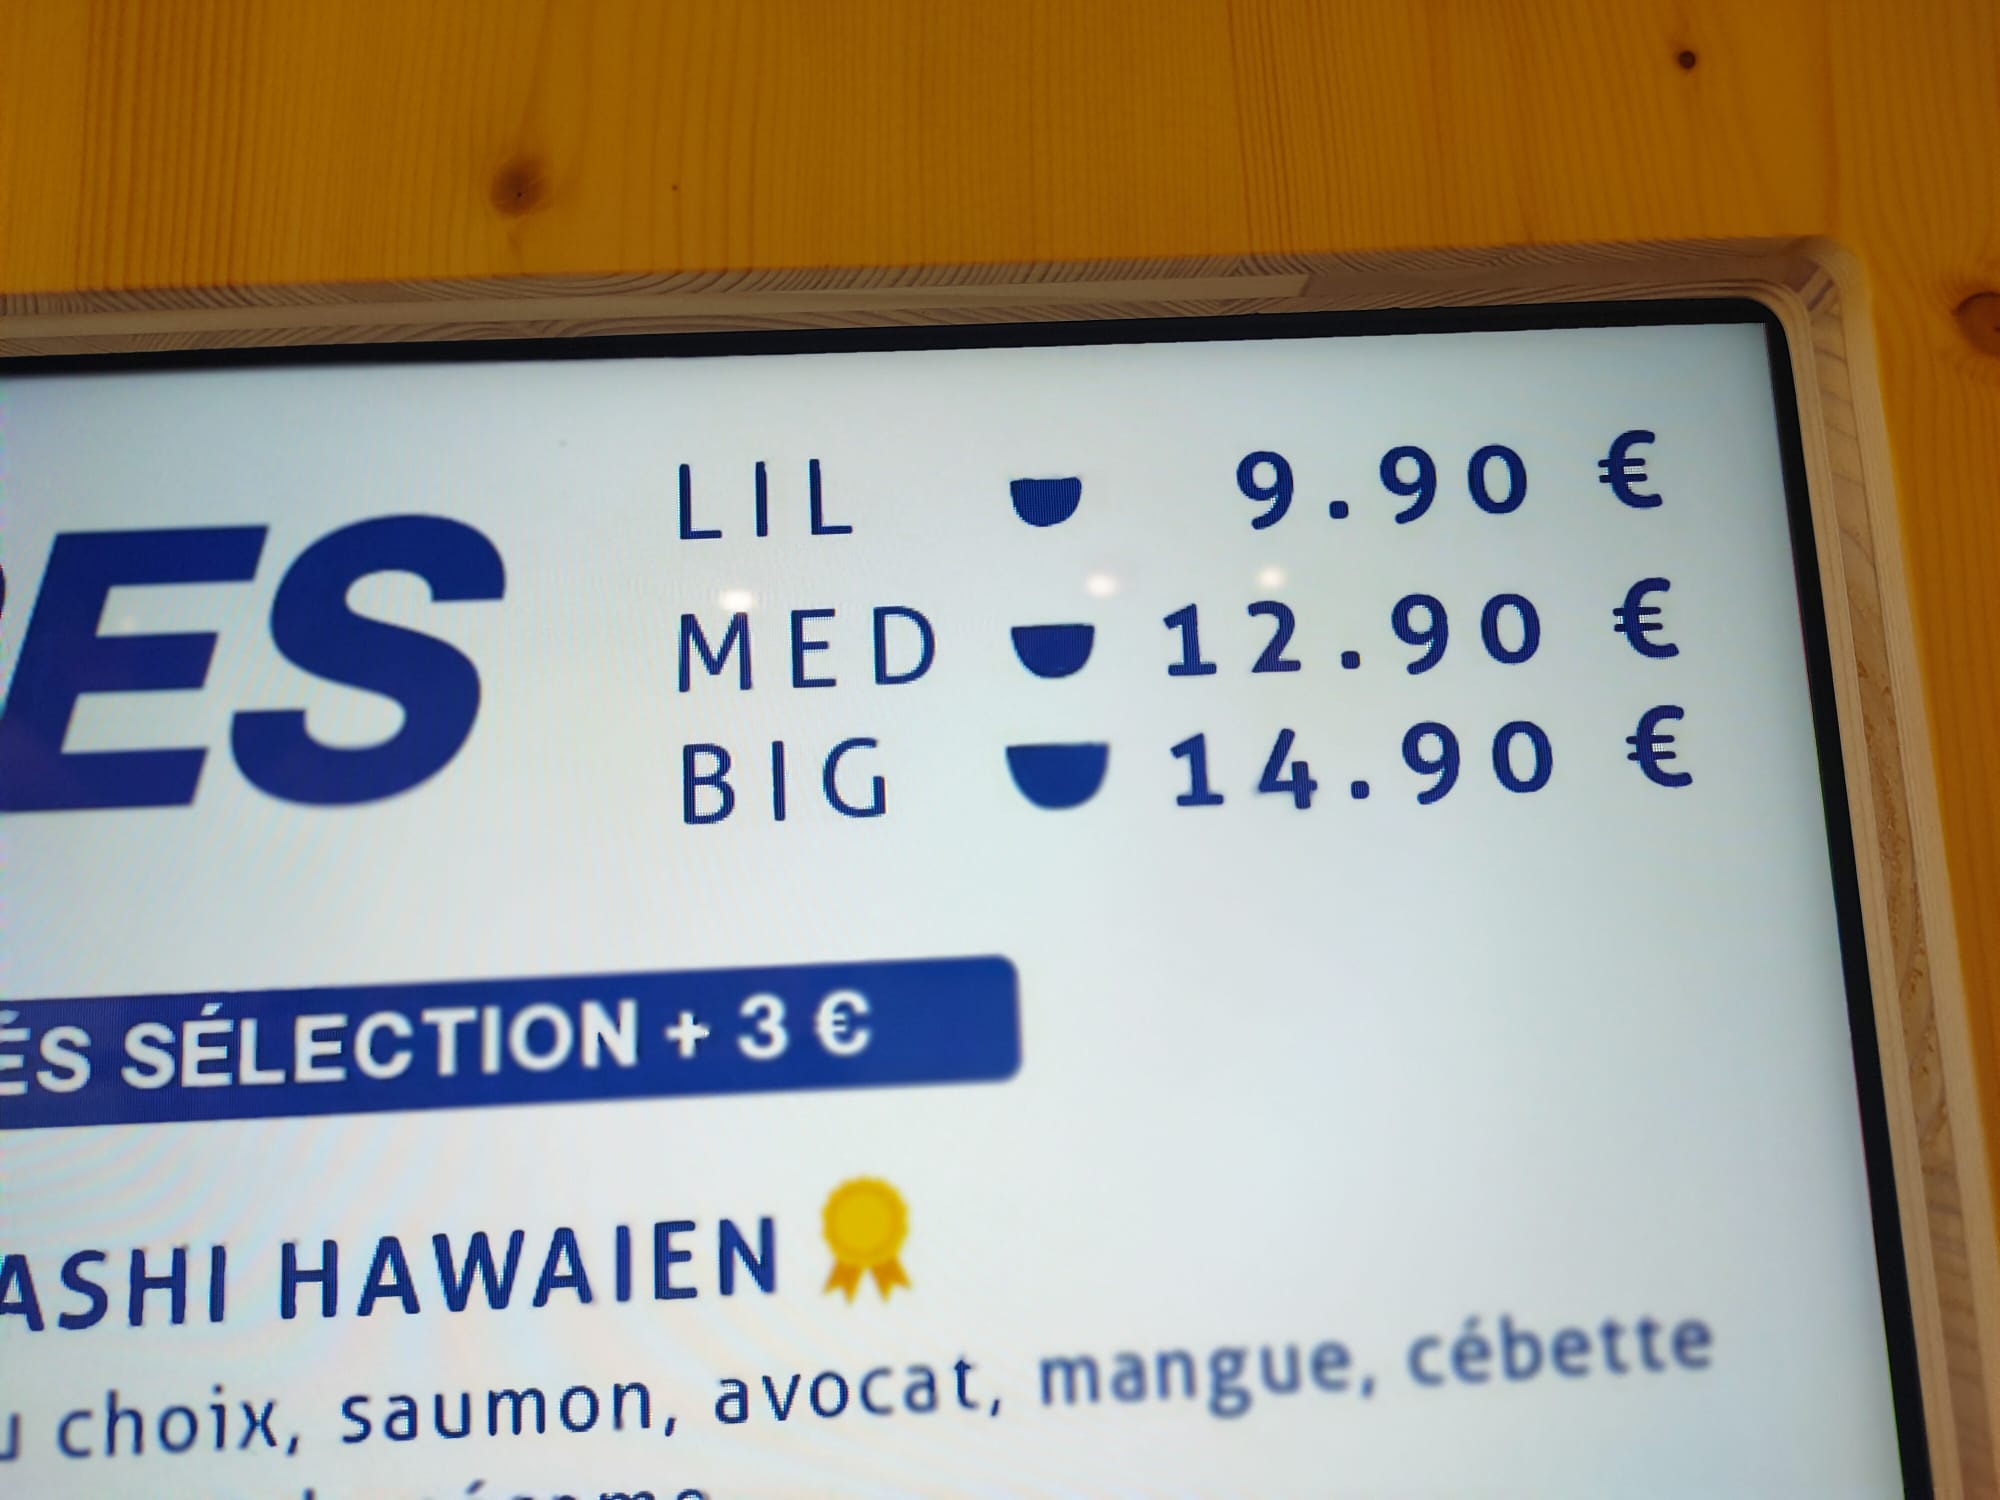 ES
LIL 9.90 €
MED 12.90 €
BIG 14.90 €
ÉS SÉLECTION + 3 €
ASHI HAWAIEN
choix, saumon, avocat, mangue, cébette